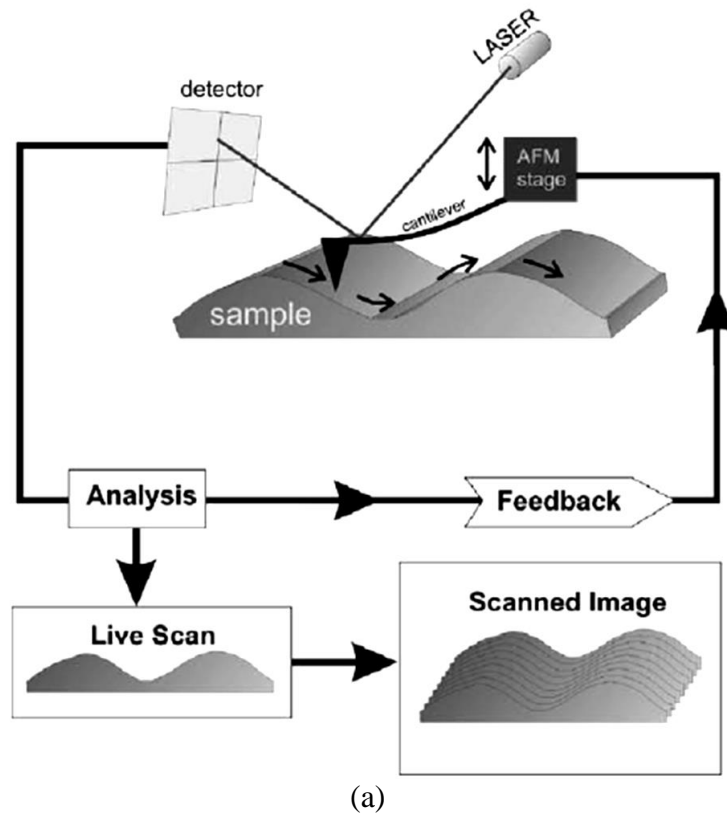 LASER
detector
AFM
stage
cantilever
sample
Analysis
Feedback
Live Scan
Scanned Image
(a)